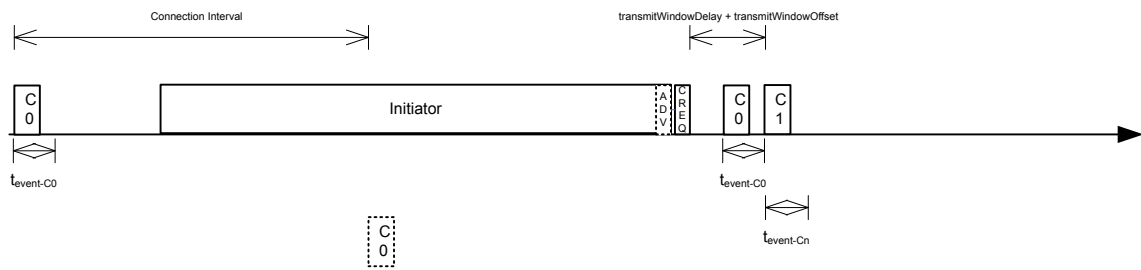 Connection Interval
transmitWindowDelay + transmitWindowOffset
C
0
Initiator
A
D
V
C
R
E
Q
C
0
C
1
tevent-C0
tevent-C0
tevent-Cn
C
0